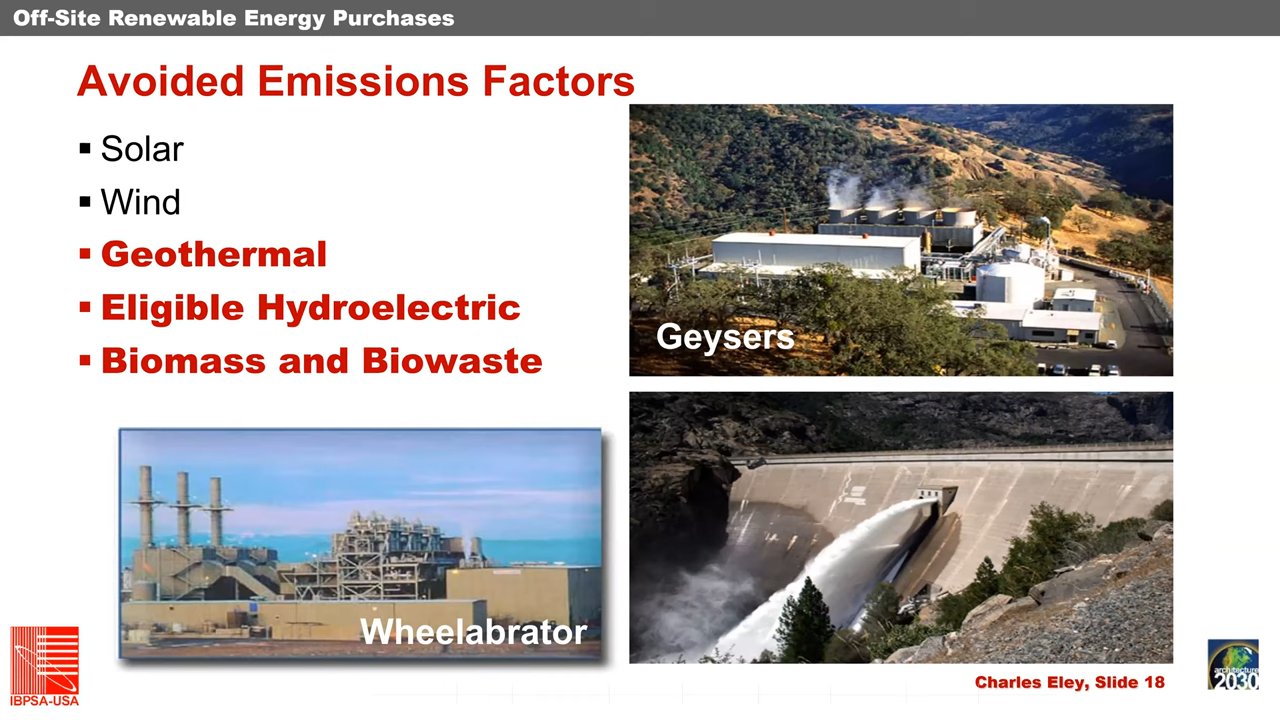 Off-Site Renewable Energy Purchases
Avoided Emissions Factors
▪ Solar
▪ Wind
▪ Geothermal
▪ Eligible Hydroelectric
▪ Biomass and Biowaste
Geysers
Wheelabrator
Charles Eley, Slide 18
IBPSA-USA
architecture
2030